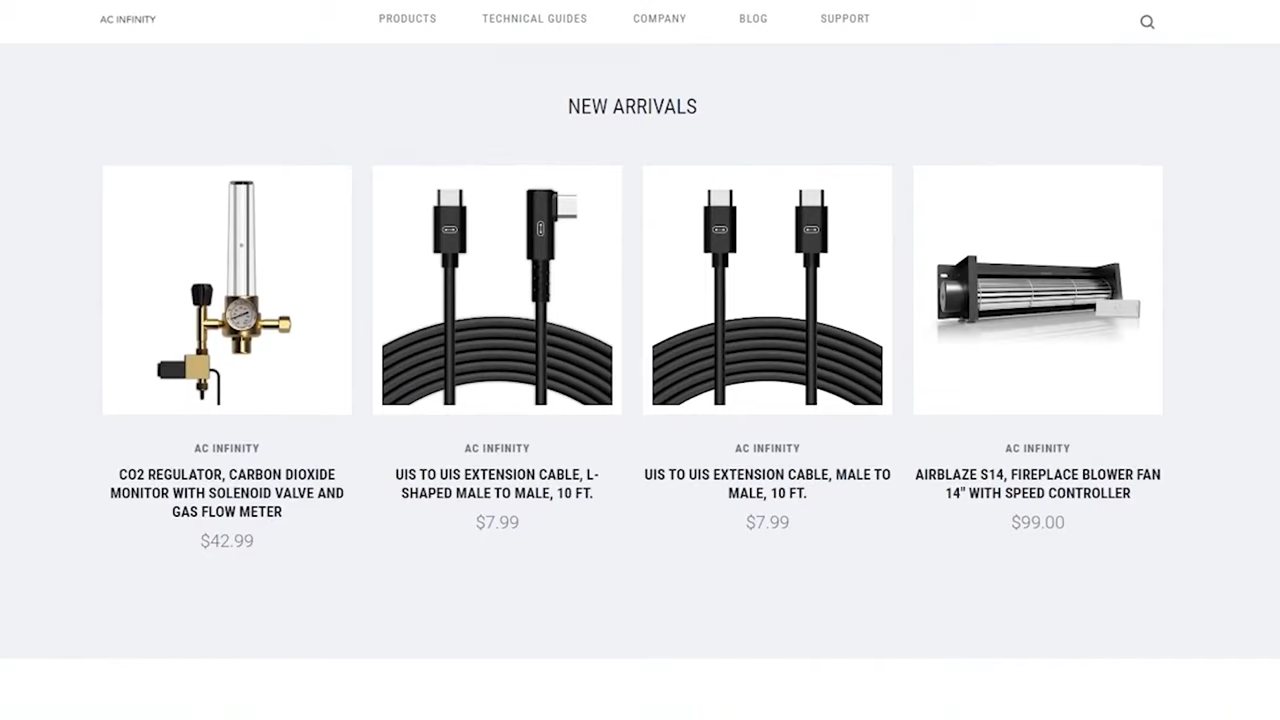 AC INFINITY
PRODUCTS
TECHNICAL GUIDES
COMPANY
BLOG
SUPPORT
NEW ARRIVALS
AC INFINITY
CO2 REGULATOR, CARBON DIOXIDE
MONITOR WITH SOLENOID VALVE AND
GAS FLOW METER
$42.99
AC INFINITY
UIS TO UIS EXTENSION CABLE, L-
SHAPED MALE TO MALE, 10 FT.
$7.99
AC INFINITY
UIS TO UIS EXTENSION CABLE, MALE TO
MALE, 10 FT.
$7.99
AC INFINITY
AIRBLAZE S14, FIREPLACE BLOWER FAN
14" WITH SPEED CONTROLLER
$99.00